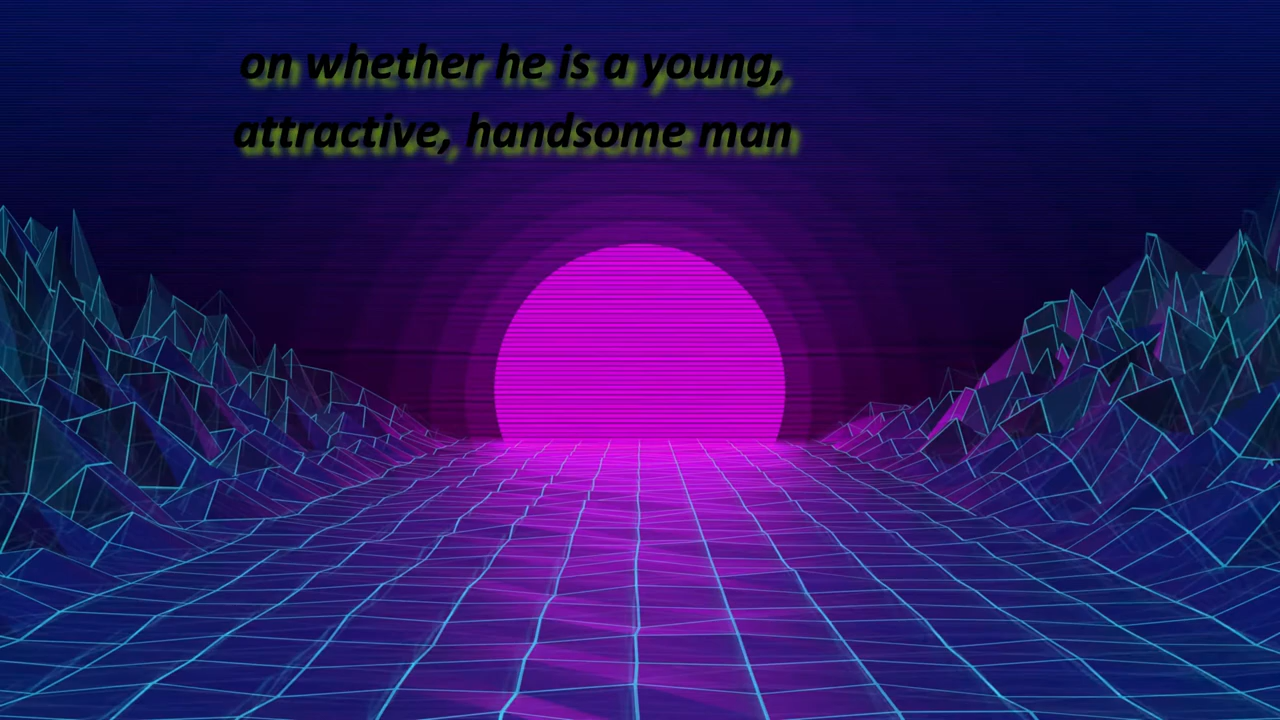 on whether he is a young,
attractive, handsome man